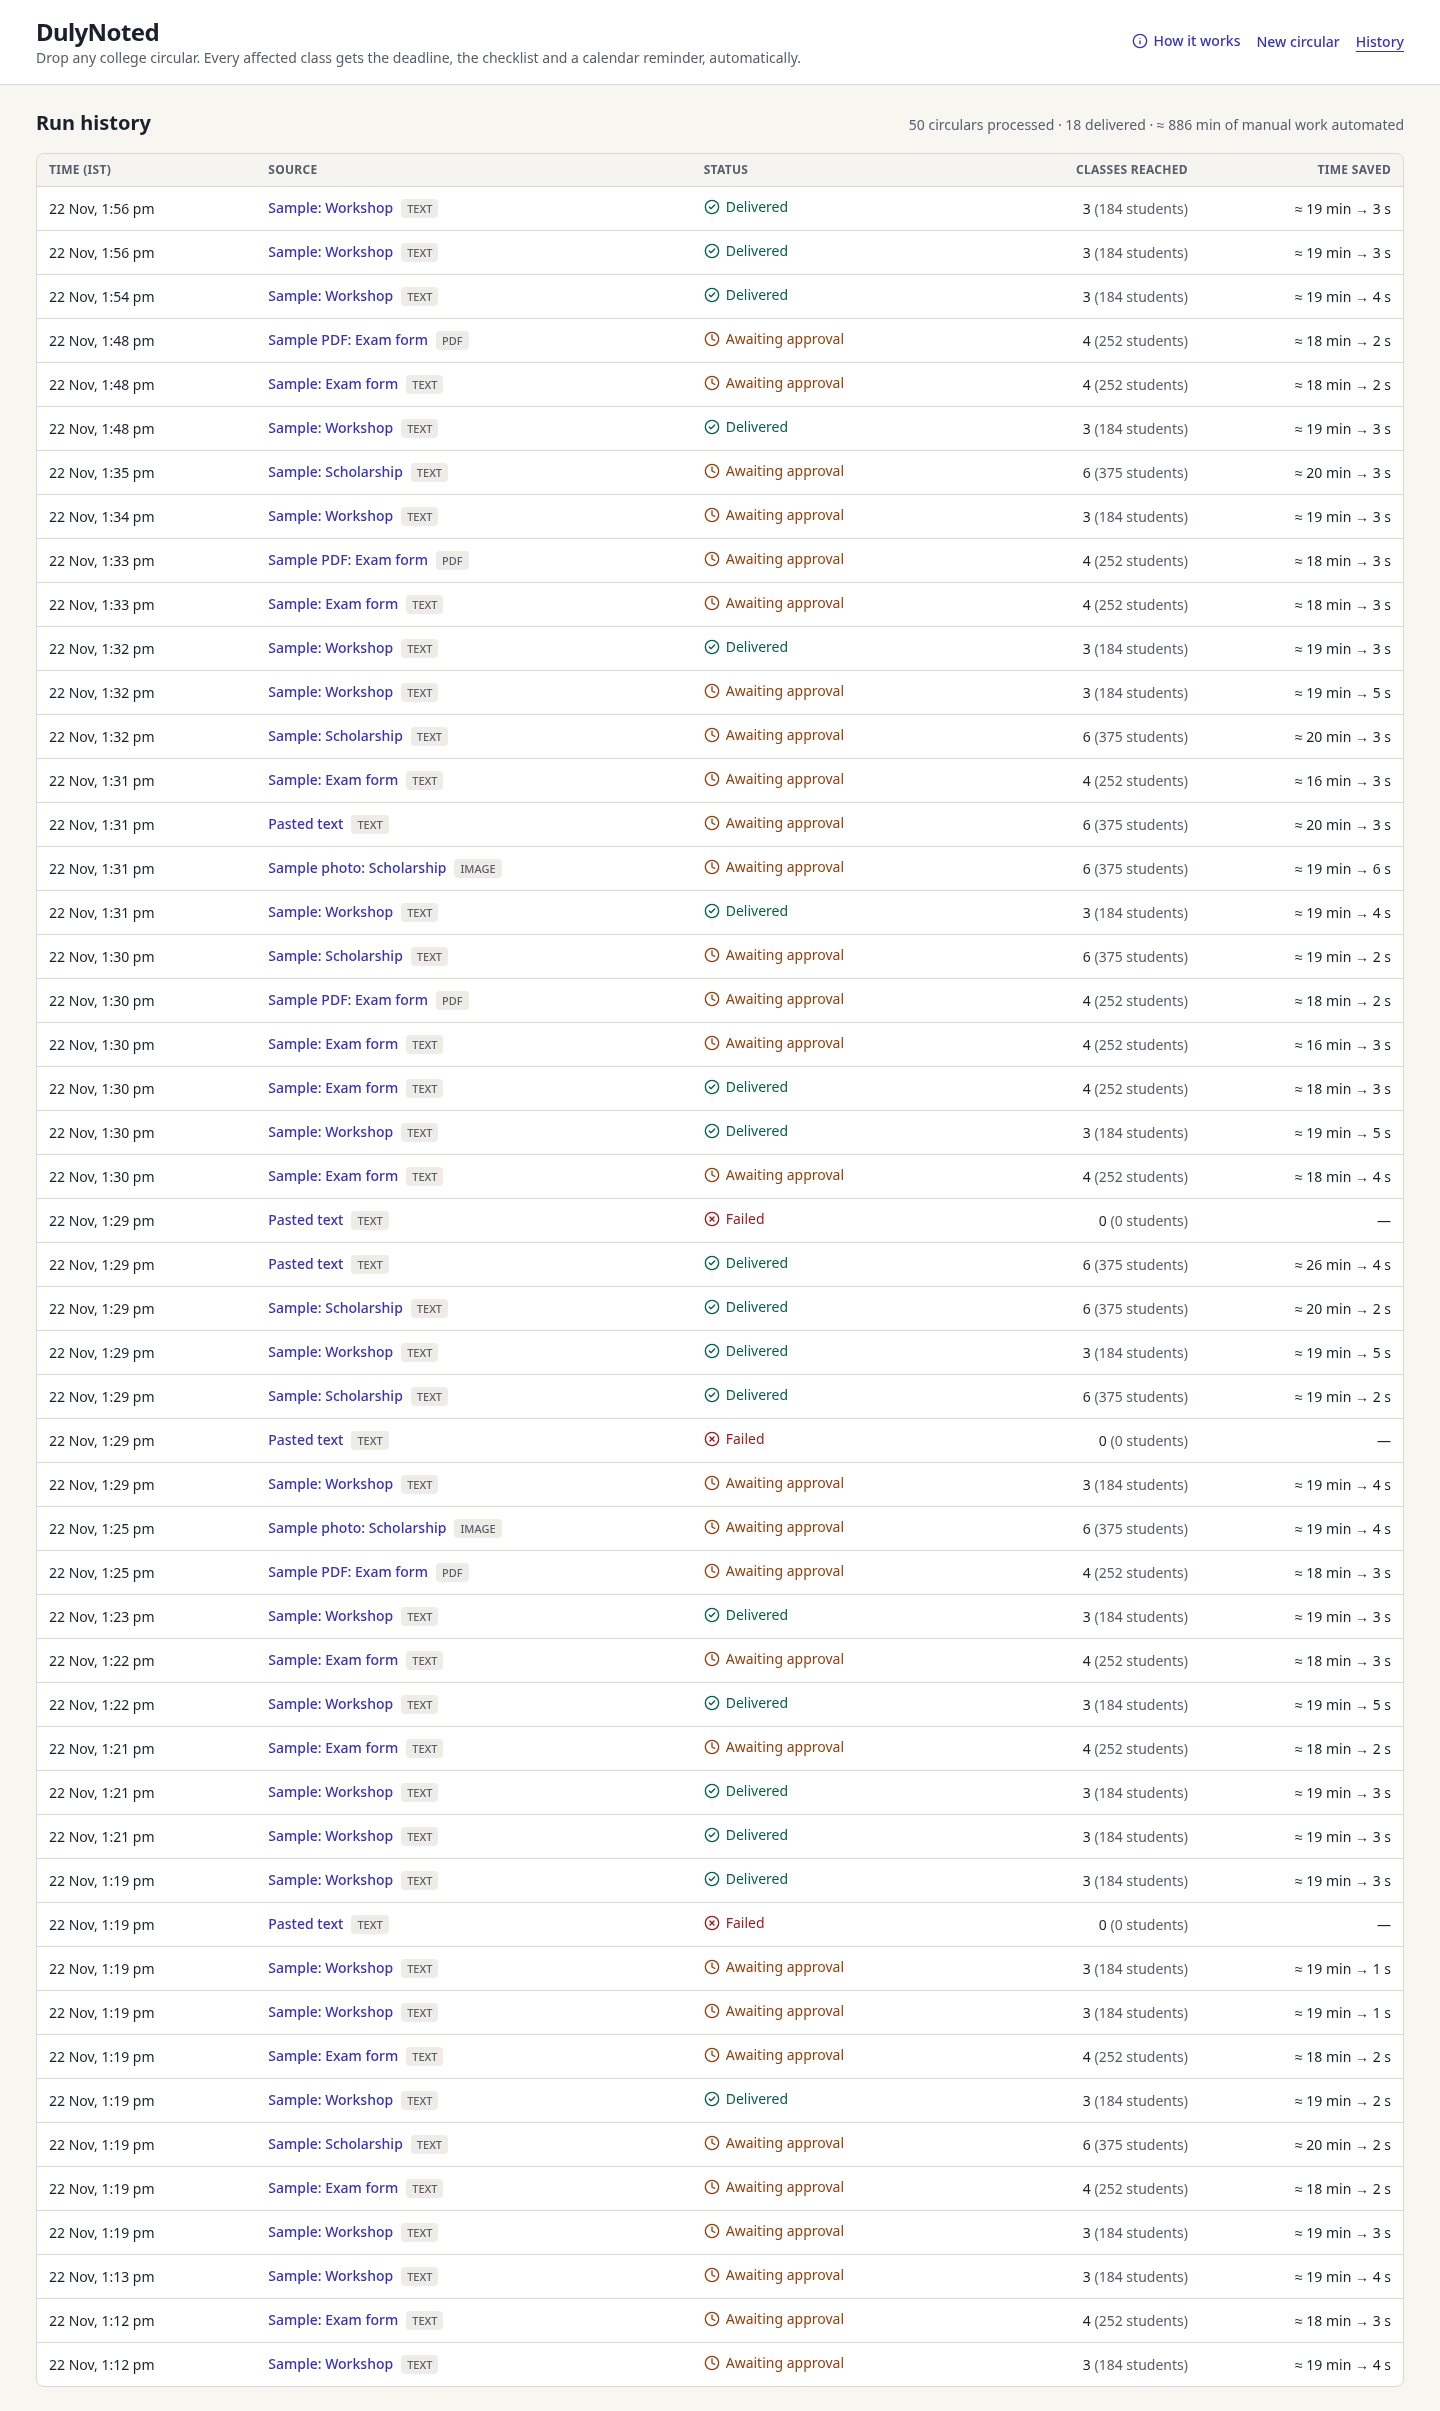 DulyNoted
Drop any college circular. Every affected class gets the deadline, the checklist and a calendar reminder, automatically.
How it works New circular History
Run history
50 circulars processed · 18 delivered · ≈ 886 min of manual work automated
TIME (IST) SOURCE STATUS CLASSES REACHED TIME SAVED
22 Nov, 1:56 pm Sample: Workshop TEXT Delivered 3 (184 students) ≈ 19 min → 3 s
22 Nov, 1:56 pm Sample: Workshop TEXT Delivered 3 (184 students) ≈ 19 min → 3 s
22 Nov, 1:54 pm Sample: Workshop TEXT Delivered 3 (184 students) ≈ 19 min → 4 s
22 Nov, 1:48 pm Sample PDF: Exam form PDF Awaiting approval 4 (252 students) ≈ 18 min → 2 s
22 Nov, 1:48 pm Sample: Exam form TEXT Awaiting approval 4 (252 students) ≈ 18 min → 2 s
22 Nov, 1:48 pm Sample: Workshop TEXT Delivered 3 (184 students) ≈ 19 min → 3 s
22 Nov, 1:35 pm Sample: Scholarship TEXT Awaiting approval 6 (375 students) ≈ 20 min → 3 s
22 Nov, 1:34 pm Sample: Workshop TEXT Awaiting approval 3 (184 students) ≈ 19 min → 3 s
22 Nov, 1:33 pm Sample PDF: Exam form PDF Awaiting approval 4 (252 students) ≈ 18 min → 3 s
22 Nov, 1:33 pm Sample: Exam form TEXT Awaiting approval 4 (252 students) ≈ 18 min → 3 s
22 Nov, 1:32 pm Sample: Workshop TEXT Delivered 3 (184 students) ≈ 19 min → 3 s
22 Nov, 1:32 pm Sample: Workshop TEXT Awaiting approval 3 (184 students) ≈ 19 min → 5 s
22 Nov, 1:32 pm Sample: Scholarship TEXT Awaiting approval 6 (375 students) ≈ 20 min → 3 s
22 Nov, 1:31 pm Sample: Exam form TEXT Awaiting approval 4 (252 students) ≈ 16 min → 3 s
22 Nov, 1:31 pm Pasted text TEXT Awaiting approval 6 (375 students) ≈ 20 min → 3 s
22 Nov, 1:31 pm Sample photo: Scholarship IMAGE Awaiting approval 6 (375 students) ≈ 19 min → 6 s
22 Nov, 1:31 pm Sample: Workshop TEXT Delivered 3 (184 students) ≈ 19 min → 4 s
22 Nov, 1:30 pm Sample: Scholarship TEXT Awaiting approval 6 (375 students) ≈ 19 min → 2 s
22 Nov, 1:30 pm Sample PDF: Exam form PDF Awaiting approval 4 (252 students) ≈ 18 min → 2 s
22 Nov, 1:30 pm Sample: Exam form TEXT Awaiting approval 4 (252 students) ≈ 16 min → 3 s
22 Nov, 1:30 pm Sample: Exam form TEXT Delivered 4 (252 students) ≈ 18 min → 3 s
22 Nov, 1:30 pm Sample: Workshop TEXT Delivered 3 (184 students) ≈ 19 min → 5 s
22 Nov, 1:30 pm Sample: Exam form TEXT Awaiting approval 4 (252 students) ≈ 18 min → 4 s
22 Nov, 1:29 pm Pasted text TEXT Failed 0 (0 students) —
22 Nov, 1:29 pm Pasted text TEXT Delivered 6 (375 students) ≈ 26 min → 4 s
22 Nov, 1:29 pm Sample: Scholarship TEXT Delivered 6 (375 students) ≈ 20 min → 2 s
22 Nov, 1:29 pm Sample: Workshop TEXT Delivered 3 (184 students) ≈ 19 min → 5 s
22 Nov, 1:29 pm Sample: Scholarship TEXT Delivered 6 (375 students) ≈ 19 min → 2 s
22 Nov, 1:29 pm Pasted text TEXT Failed 0 (0 students) —
22 Nov, 1:29 pm Sample: Workshop TEXT Awaiting approval 3 (184 students) ≈ 19 min → 4 s
22 Nov, 1:25 pm Sample photo: Scholarship IMAGE Awaiting approval 6 (375 students) ≈ 19 min → 4 s
22 Nov, 1:25 pm Sample PDF: Exam form PDF Awaiting approval 4 (252 students) ≈ 18 min → 3 s
22 Nov, 1:23 pm Sample: Workshop TEXT Delivered 3 (184 students) ≈ 19 min → 3 s
22 Nov, 1:22 pm Sample: Exam form TEXT Awaiting approval 4 (252 students) ≈ 18 min → 3 s
22 Nov, 1:22 pm Sample: Workshop TEXT Delivered 3 (184 students) ≈ 19 min → 5 s
22 Nov, 1:21 pm Sample: Exam form TEXT Awaiting approval 4 (252 students) ≈ 18 min → 2 s
22 Nov, 1:21 pm Sample: Workshop TEXT Delivered 3 (184 students) ≈ 19 min → 3 s
22 Nov, 1:21 pm Sample: Workshop TEXT Delivered 3 (184 students) ≈ 19 min → 3 s
22 Nov, 1:19 pm Sample: Workshop TEXT Delivered 3 (184 students) ≈ 19 min → 3 s
22 Nov, 1:19 pm Pasted text TEXT Failed 0 (0 students) —
22 Nov, 1:19 pm Sample: Workshop TEXT Awaiting approval 3 (184 students) ≈ 19 min → 1 s
22 Nov, 1:19 pm Sample: Workshop TEXT Awaiting approval 3 (184 students) ≈ 19 min → 1 s
22 Nov, 1:19 pm Sample: Exam form TEXT Awaiting approval 4 (252 students) ≈ 18 min → 2 s
22 Nov, 1:19 pm Sample: Workshop TEXT Delivered 3 (184 students) ≈ 19 min → 2 s
22 Nov, 1:19 pm Sample: Scholarship TEXT Awaiting approval 6 (375 students) ≈ 20 min → 2 s
22 Nov, 1:19 pm Sample: Exam form TEXT Awaiting approval 4 (252 students) ≈ 18 min → 2 s
22 Nov, 1:19 pm Sample: Workshop TEXT Awaiting approval 3 (184 students) ≈ 19 min → 3 s
22 Nov, 1:13 pm Sample: Workshop TEXT Awaiting approval 3 (184 students) ≈ 19 min → 4 s
22 Nov, 1:12 pm Sample: Exam form TEXT Awaiting approval 4 (252 students) ≈ 18 min → 3 s
22 Nov, 1:12 pm Sample: Workshop TEXT Awaiting approval 3 (184 students) ≈ 19 min → 4 s